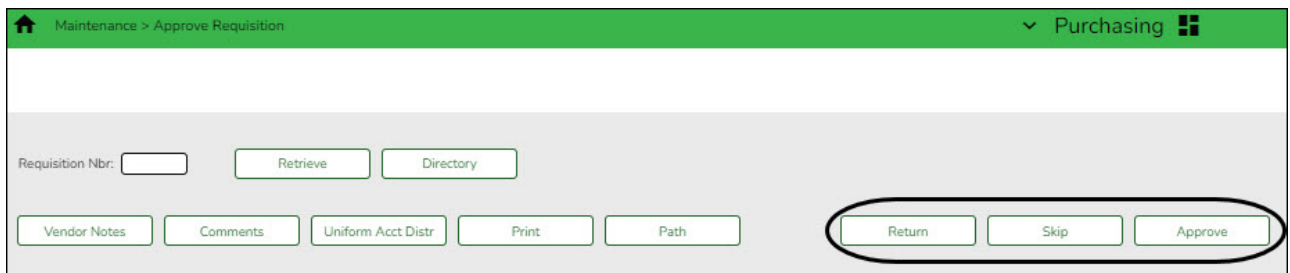 Maintenance > Approve Requisition Purchasing
Requisition Nbr: Retrieve Directory
Vendor Notes Comments Uniform Acct Distr Print Path Return Skip Approve